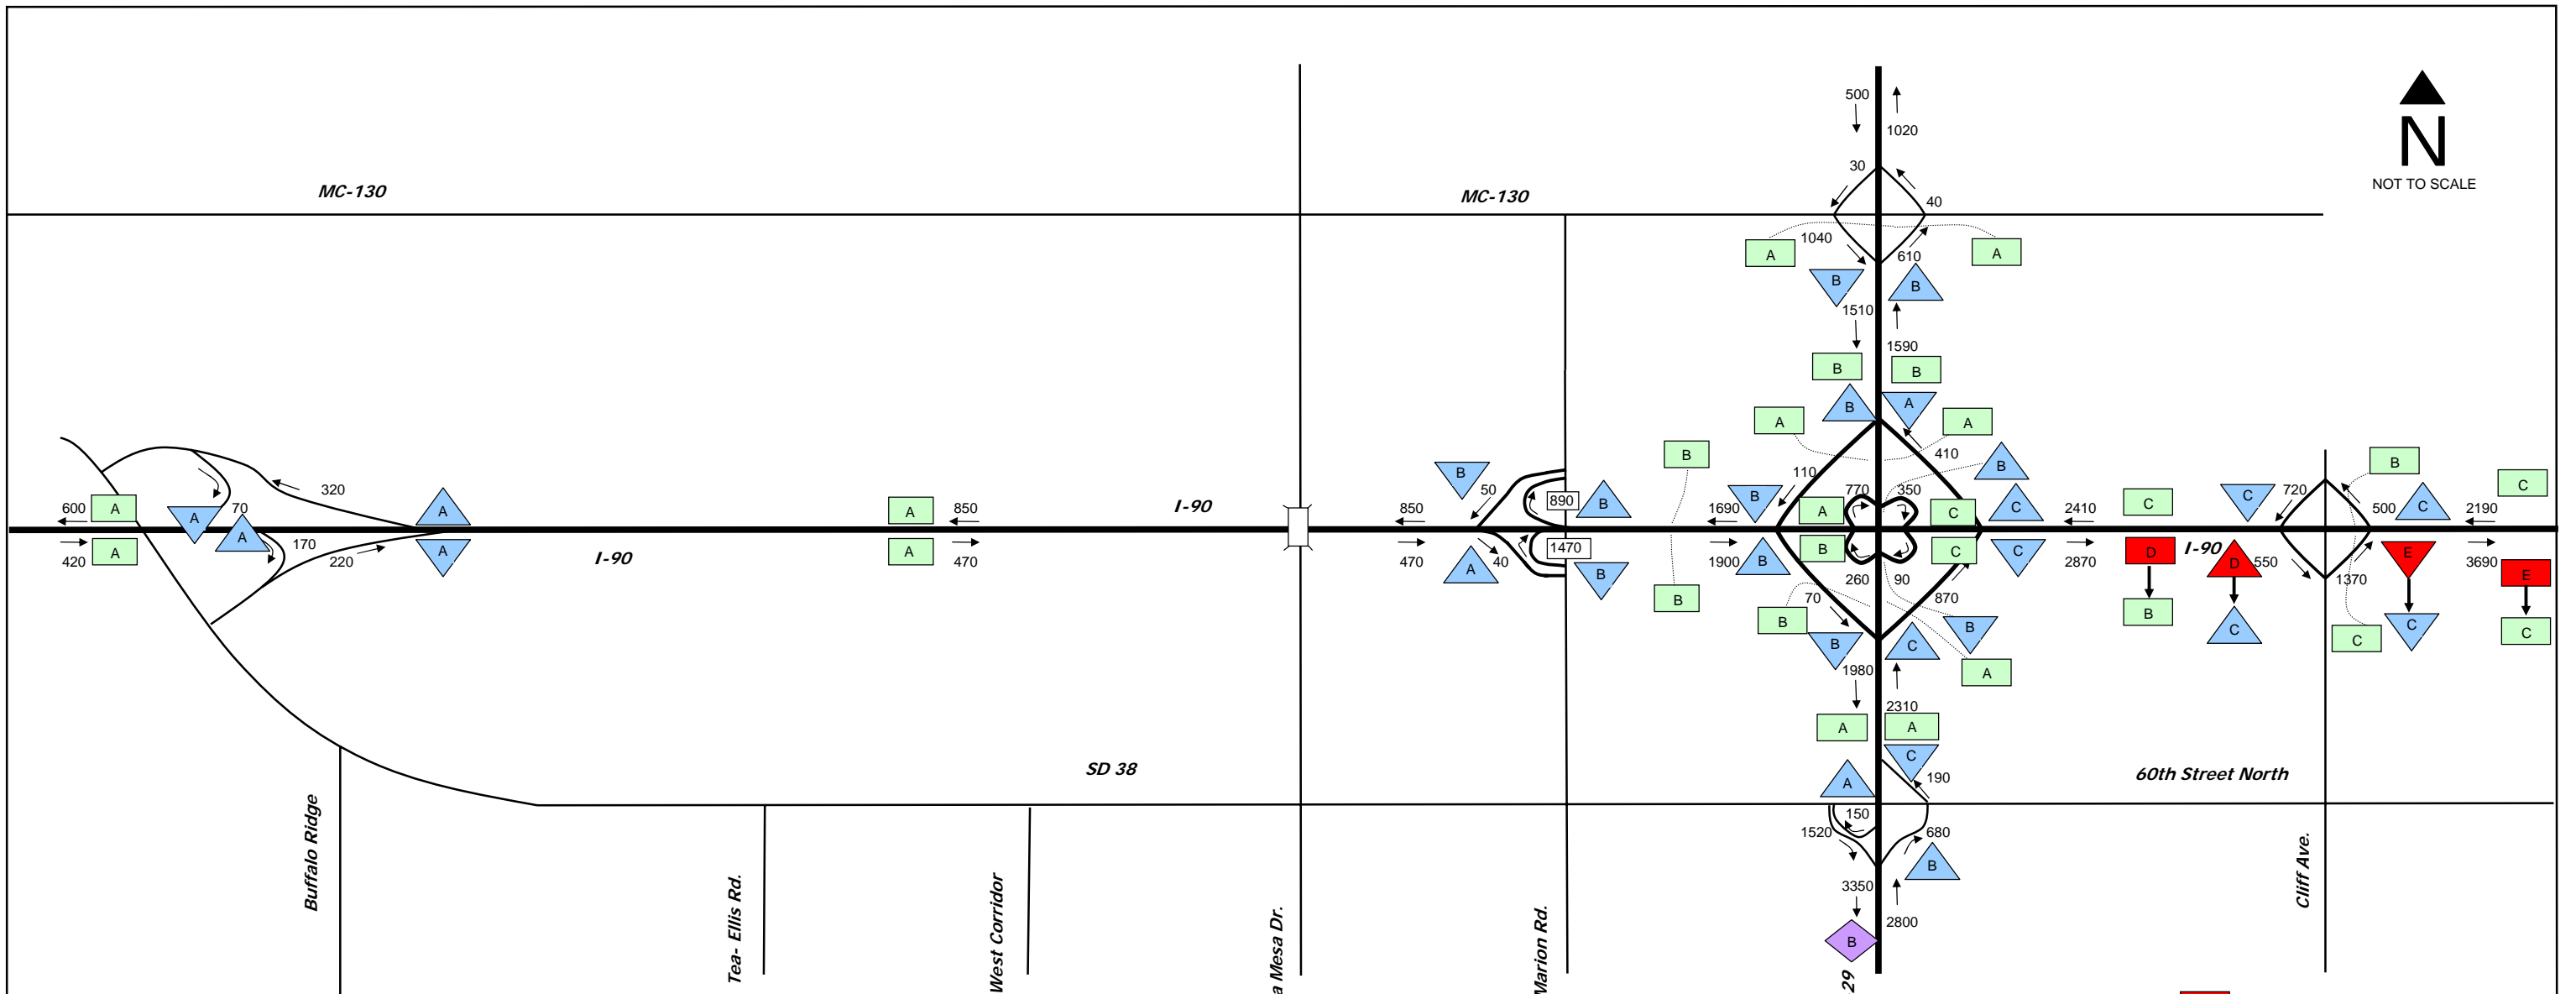 500
1020
30
N
NOT TO SCALE
MC-130
MC-130
40
1040
A
A
610
B
B
1510
1590
B
B
B
A
A
A
410
B
B
B
B
110
320
A
50
890
B
B
A
770
350
C
C
2410
C
C
720
500
C
2190
C
600
A
A
70
A
850
I-90
850
1690
420
A
A
170
220
A
A
470
I-90
470
A
40
1470
B
1900
B
B
C
C
2870
D
I-90
D
550
1370
E
3690
E
260
90
B
B
70
870
B
B
C
C
C
C
B
C
B
1980
A
2310
A
A
C
SD 38
A
190
60th Street North
150
1520
680
B
Buffalo Ridge
Tea- Ellis Rd.
West Corridor
a Mesa Dr.
Marion Rd.
Cliff Ave.
3350
2800
B
29